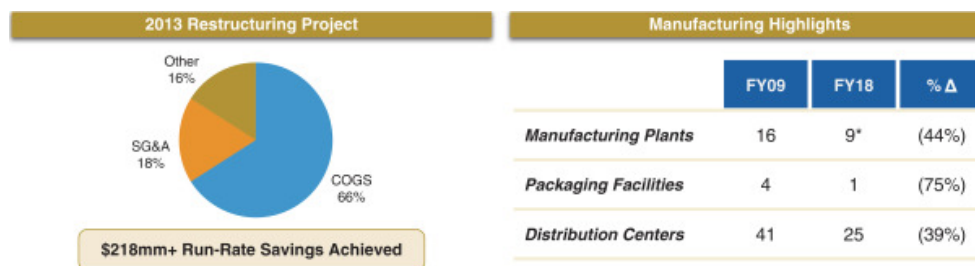 2013 Restructuring Project
Other
16%
SG&A
18%
COGS
66%
$218mm+ Run-Rate Savings Achieved
Manufacturing Highlights
FY09 FY18 % Δ
Manufacturing Plants 16 9* (44%)
Packaging Facilities 4 1 (75%)
Distribution Centers 41 25 (39%)